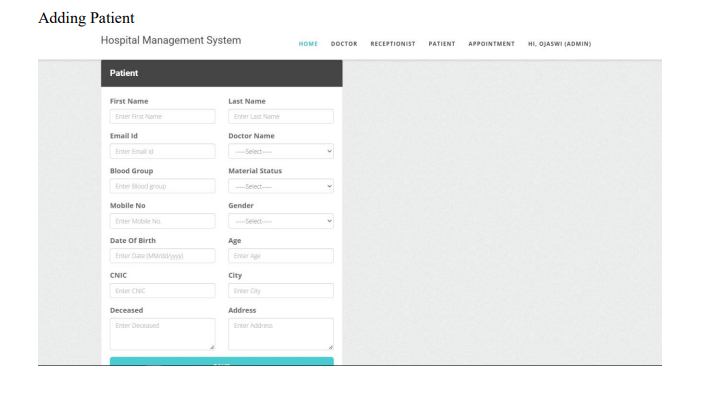 Adding Patient
Hospital Management System
HOME DOCTOR RECEPTIONIST PATIENT APPOINTMENT HI, OJASWI (ADMIN)
Patient
First Name Last Name
Enter First Name Enter Last Name
Email Id Doctor Name
Enter Email id -----Select-----
Blood Group Material Status
Enter Blood group -----Select-----
Mobile No Gender
Enter Mobile No. -----Select-----
Date Of Birth Age
Enter Date (MM/dd/yyyy) Enter Age
CNIC City
Enter CNIC Enter City
Deceased Address
Enter Deceased Enter Address